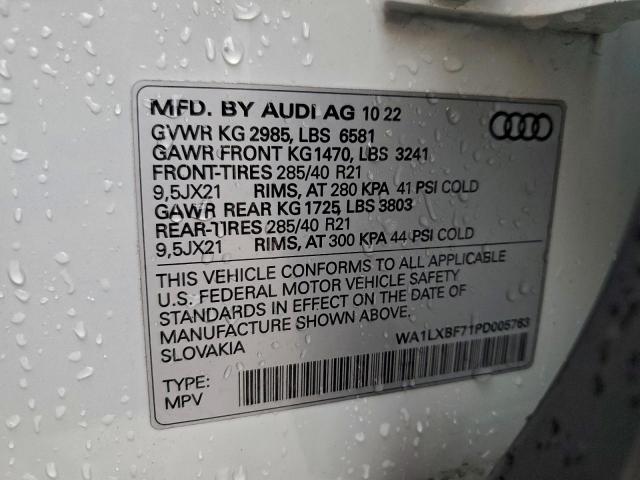 MFD. BY AUDI AG 10 22
GVWR KG 2985, LBS 6581
GAWR FRONT KG1470, LBS 3241
FRONT-TIRES 285/40 R21
9,5JX21 RIMS, AT 280 KPA 41 PSI COLD
GAWR REAR KG 1725, LBS 3803
REAR-TIRES 285/40 R21
9,5JX21 RIMS, AT 300 KPA 44 PSI COLD
THIS VEHICLE CONFORMS TO ALL APPLICABLE
U.S. FEDERAL MOTOR VEHICLE SAFETY
STANDARDS IN EFFECT ON THE DATE OF
MANUFACTURE SHOWN ABOVE.
SLOVAKIA
WA1LXBF71PD005763
TYPE:
MPV